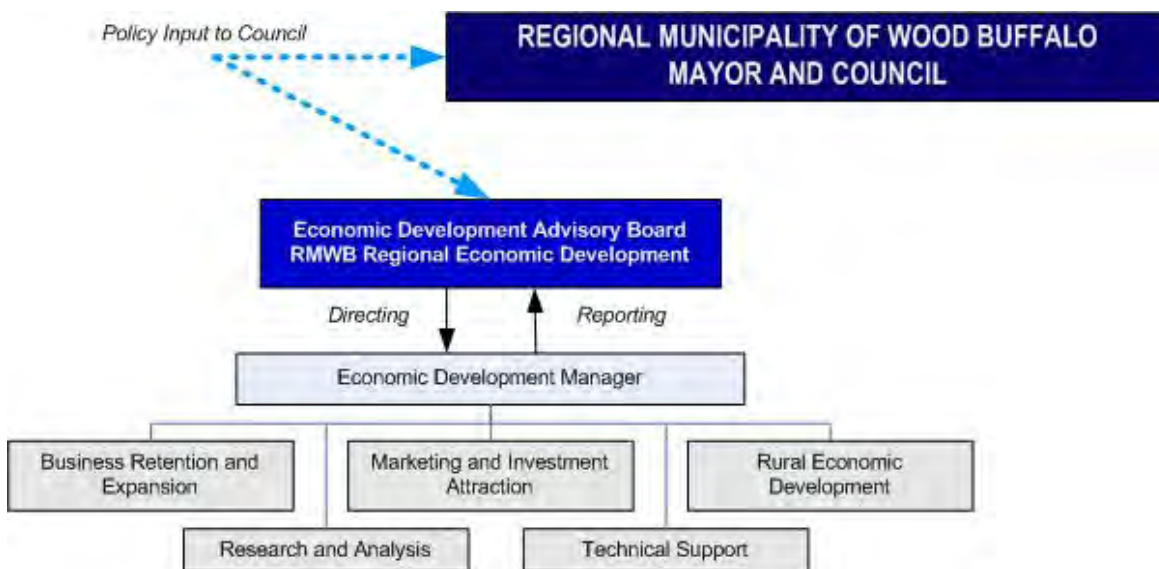 Policy Input to Council
REGIONAL MUNICIPALITY OF WOOD BUFFALO
MAYOR AND COUNCIL
Economic Development Advisory Board
RMWB Regional Economic Development
Directing
Reporting
Economic Development Manager
Business Retention and
Expansion
Marketing and Investment
Attraction
Rural Economic
Development
Research and Analysis
Technical Support